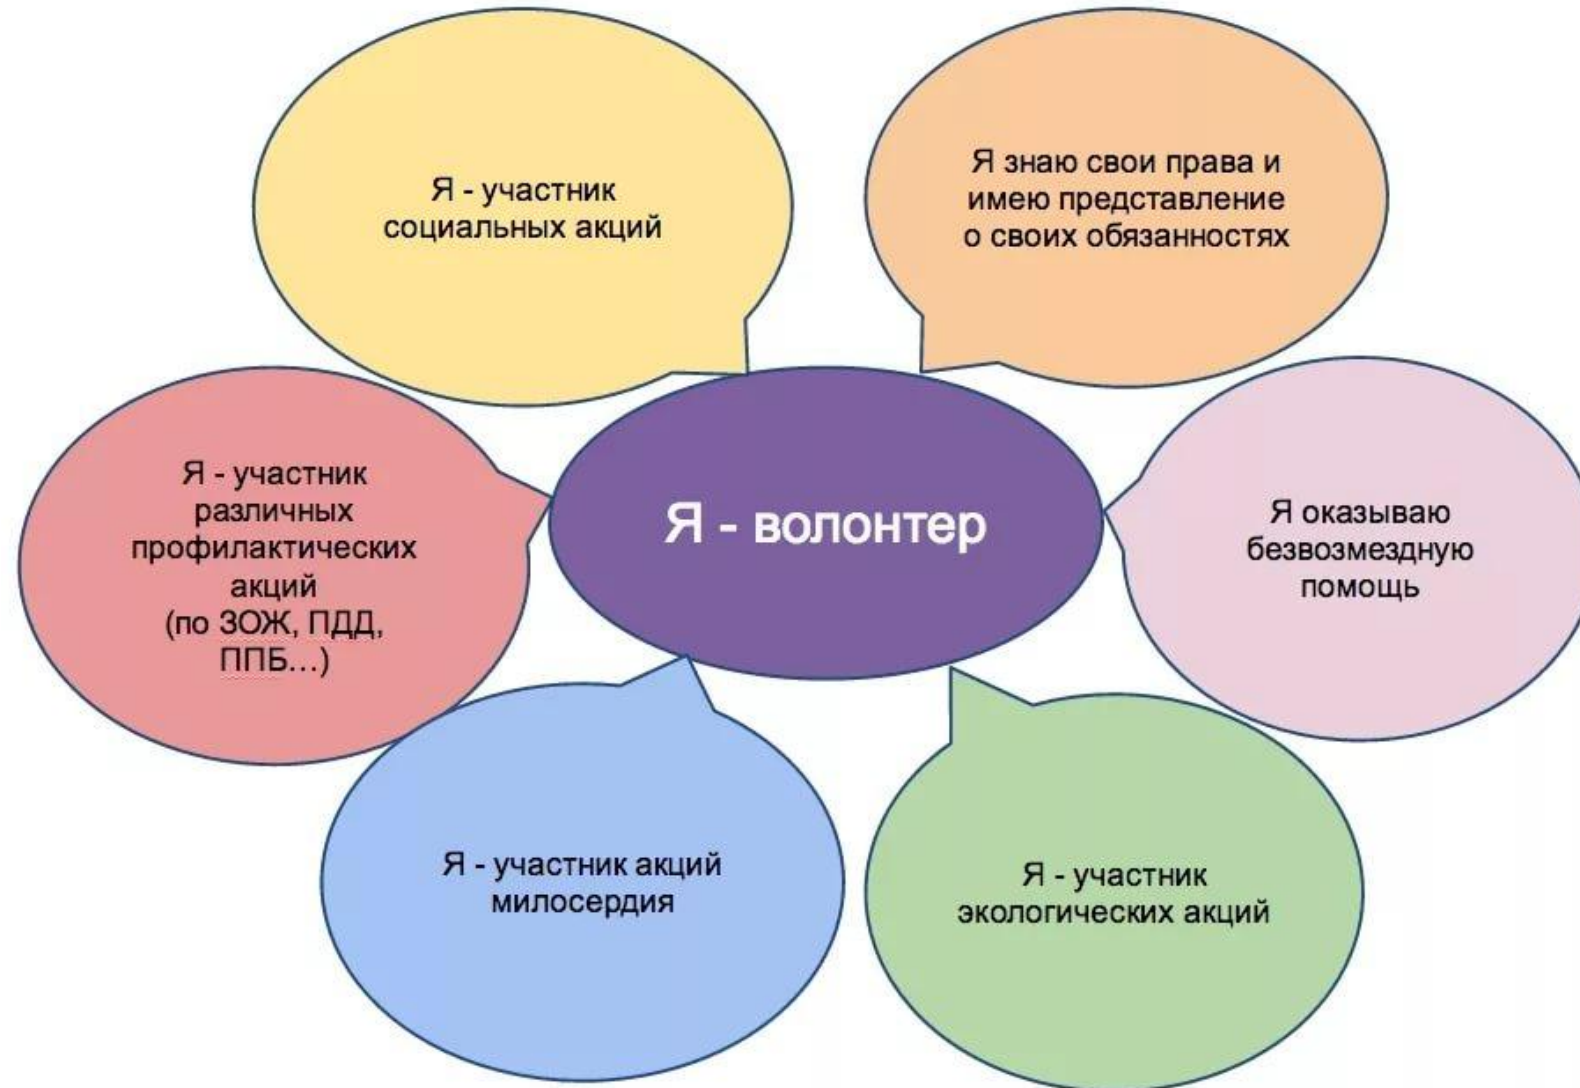 Я - участник
социальных акций
Я знаю свои права и
имею представление
о своих обязанностях
Я - участник
различных
профилактических
акций
(по ЗОЖ, ПДД,
ППБ...)
Я - волонтер
Я оказываю
безвозмездную
помощь
Я - участник акций
милосердия
Я - участник
экологических акций